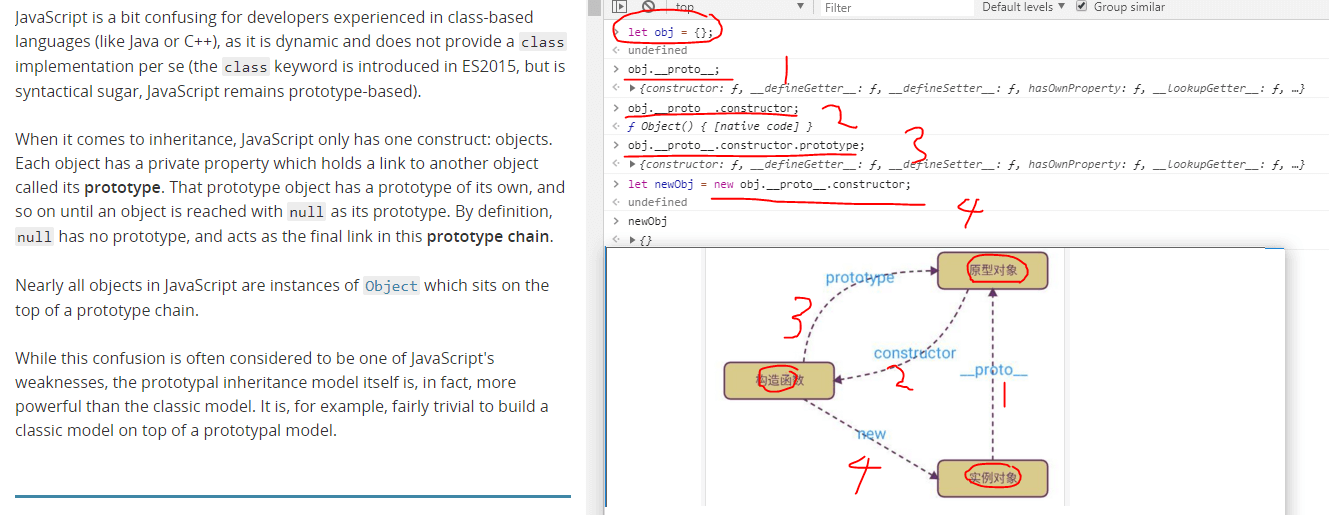 JavaScript is a bit confusing for developers experienced in class-based
languages (like Java or C++), as it is dynamic and does not provide a class
implementation per se (the class keyword is introduced in ES2015, but is
syntactical sugar, JavaScript remains prototype-based).
When it comes to inheritance, JavaScript only has one construct: objects.
Each object has a private property which holds a link to another object
called its prototype. That prototype object has a prototype of its own, and
so on until an object is reached with null as its prototype. By definition,
null has no prototype, and acts as the final link in this prototype chain.
Nearly all objects in JavaScript are instances of Object which sits on the
top of a prototype chain.
While this confusion is often considered to be one of JavaScript's
weaknesses, the prototypal inheritance model itself is, in fact, more
powerful than the classic model. It is, for example, fairly trivial to build a
classic model on top of a prototypal model.
top ▼ Filter Default levels ▼ Group similar
> let obj = {};
undefined
> obj.__proto__;
1
▶{constructor: ƒ, __defineGetter__: ƒ, __defineSetter__: ƒ, hasOwnProperty: ƒ, __lookupGetter__: ƒ, …}
> obj.__proto__.constructor;
2
ƒ Object() { [native code] }
> obj.__proto__.constructor.prototype;
3
▶{constructor: ƒ, __defineGetter__: ƒ, __defineSetter__: ƒ, hasOwnProperty: ƒ, __lookupGetter__: ƒ, …}
> let newObj = new obj.__proto__.constructor;
4
undefined
> newObj
▶{}
原型对象
prototype
3
constructor
2
__proto__
1
构造函数
new
4
实例对象